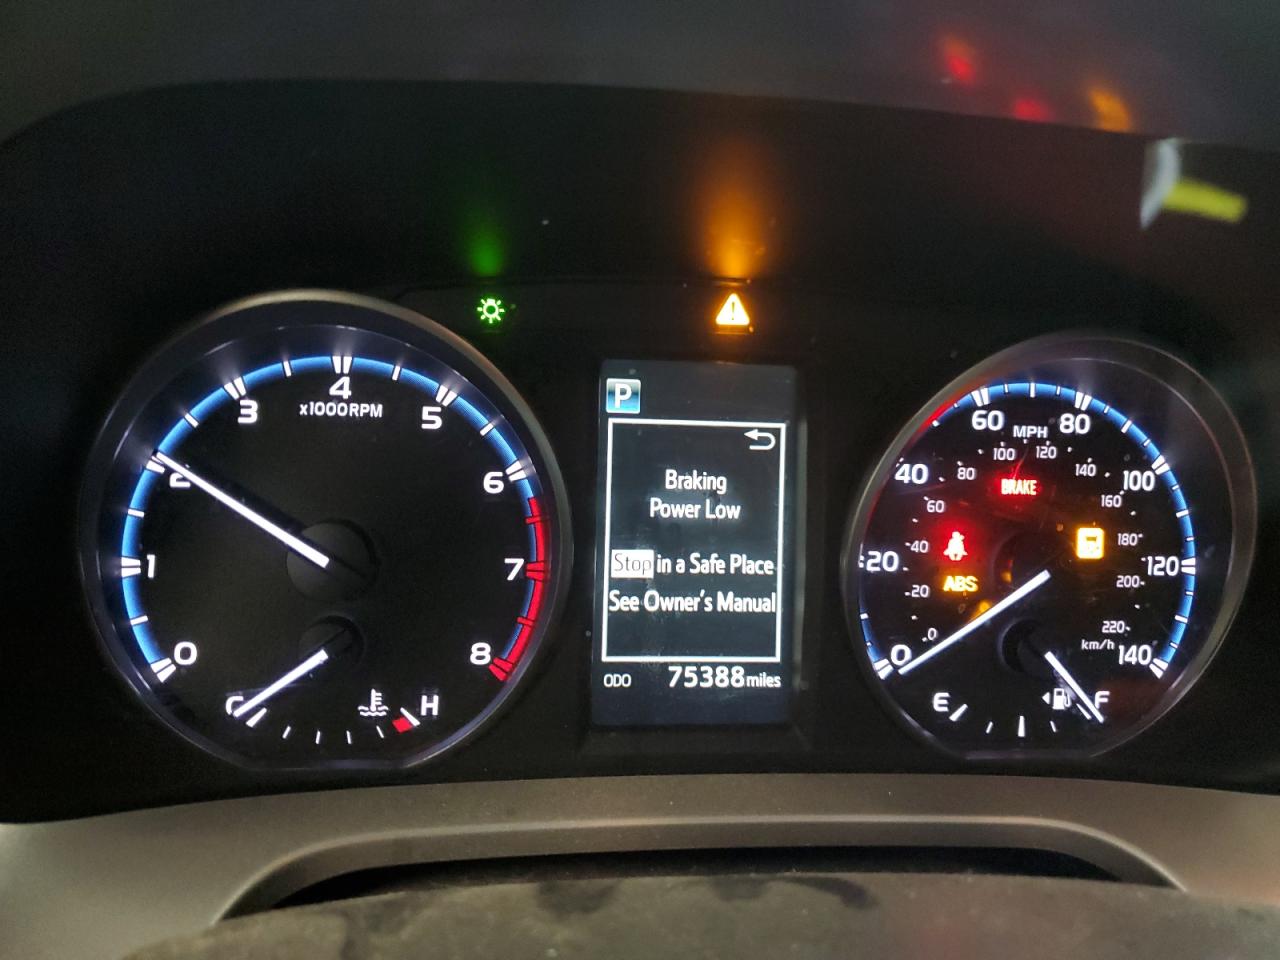 0
1
2
3
4
x1000RPM
5
6
7
8
C
H
P
Braking
Power Low
Stop in a Safe Place
See Owner's Manual
ODO 75388 miles
0
20
40
60
MPH
80
100
120
140
0
20
40
60
80
100
120
140
160
180
200
220
km/h
BRAKE
ABS
E
F